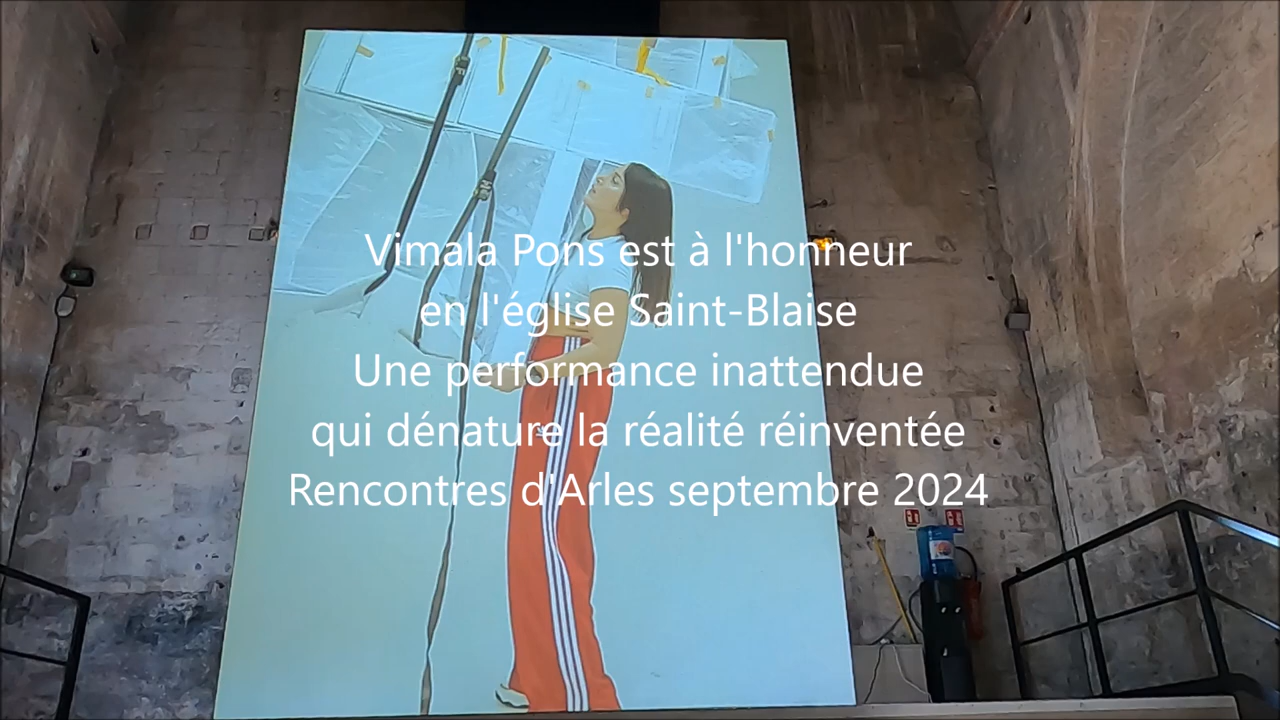 Vimala Pons est à l'honneur
en l'église Saint-Blaise
Une performance inattendue
qui dénature la réalité réinventée
Rencontres d'Arles septembre 2024